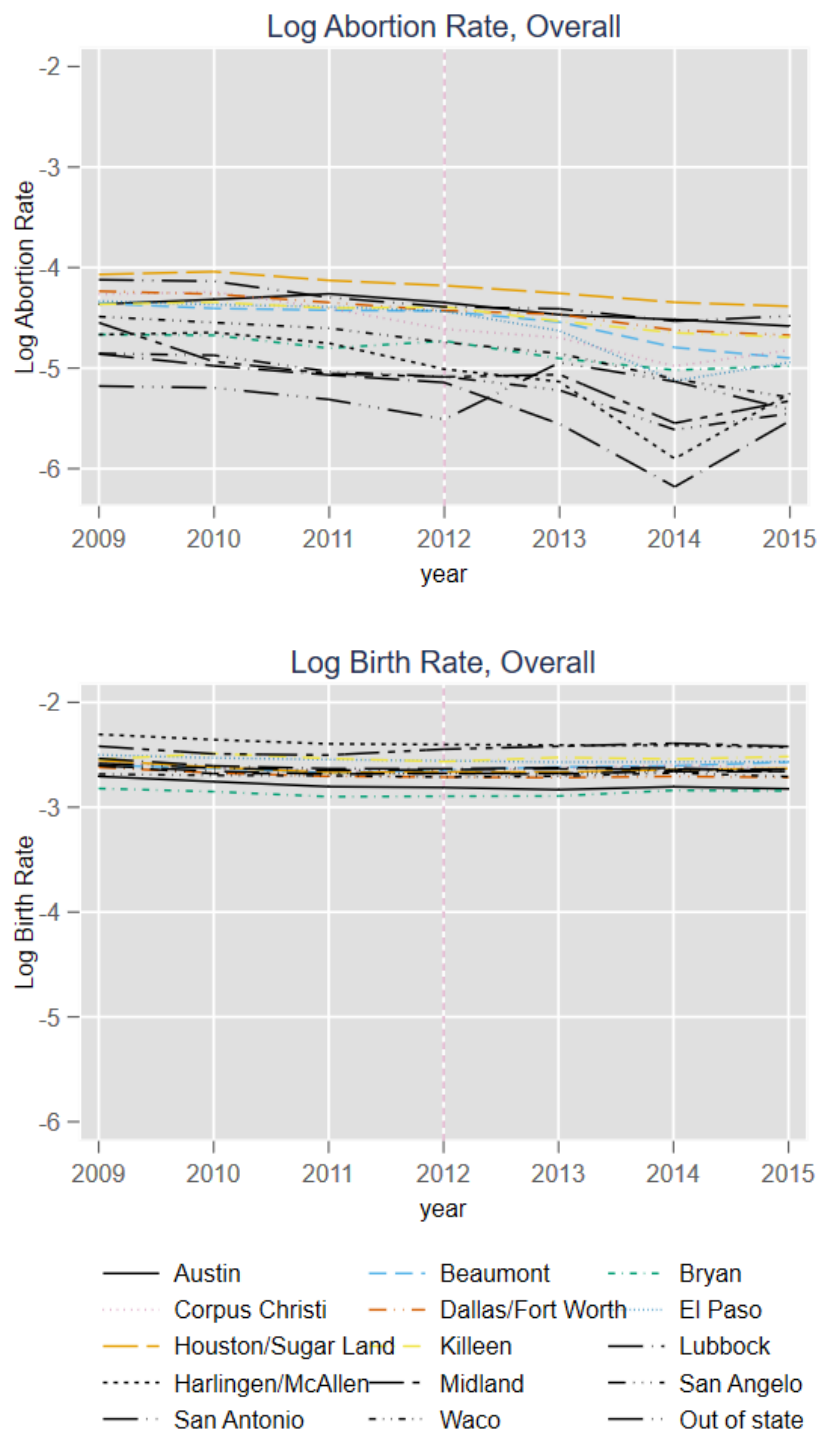 Log Abortion Rate, Overall
-2
-3
-4
-5
-6
Log Abortion Rate
2009 2010 2011 2012 2013 2014 2015
year
Log Birth Rate, Overall
-2
-3
-4
-5
-6
Log Birth Rate
2009 2010 2011 2012 2013 2014 2015
year
Austin Beaumont Bryan
Corpus Christi Dallas/Fort Worth El Paso
Houston/Sugar Land Killeen Lubbock
Harlingen/McAllen Midland San Angelo
San Antonio Waco Out of state